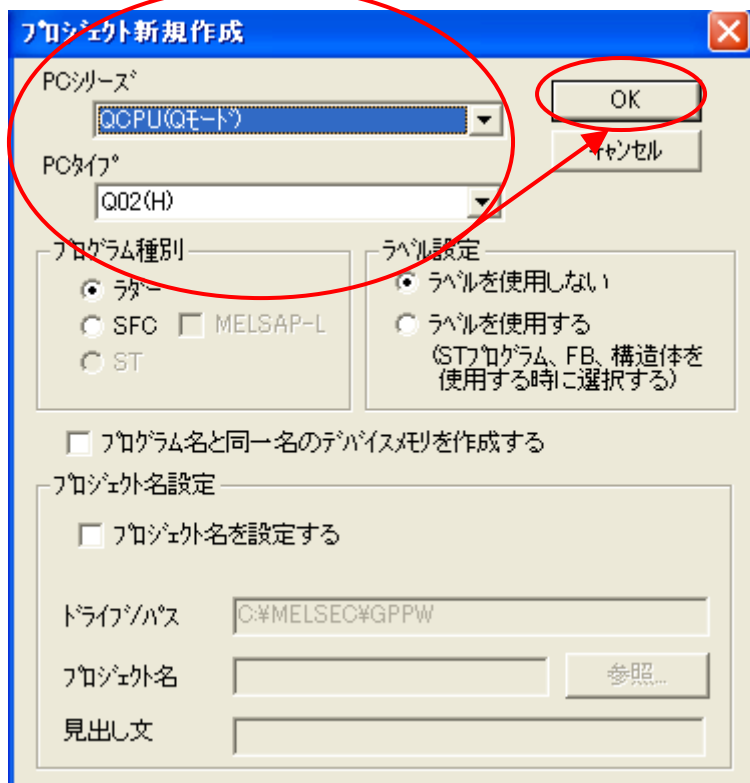 プロジェクト新規作成
PCシリーズ
QCPU(Qモード)
OK
キャンセル
PCタイプ
Q02(H)
プログラム種別
ラダー
SFC
MELSAP-L
ST
ラベル設定
ラベルを使用しない
ラベルを使用する
(STプログラム、FB、構造体を
使用する時に選択する)
プログラム名と同一名のデバイスメモリを作成する
プロジェクト名設定
プロジェクト名を設定する
ドライブ/パス
C:¥MELSEC¥GPPW
プロジェクト名
参照...
見出し文